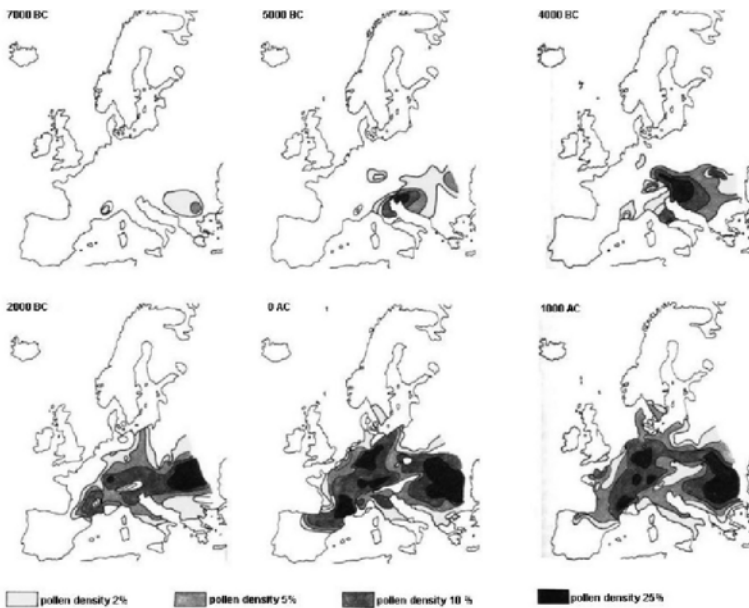 7000 BC
5000 BC
4000 BC
2000 BC
0 AC
1000 AC
pollen density 2%
pollen density 5%
pollen density 10 %
pollen density 25%